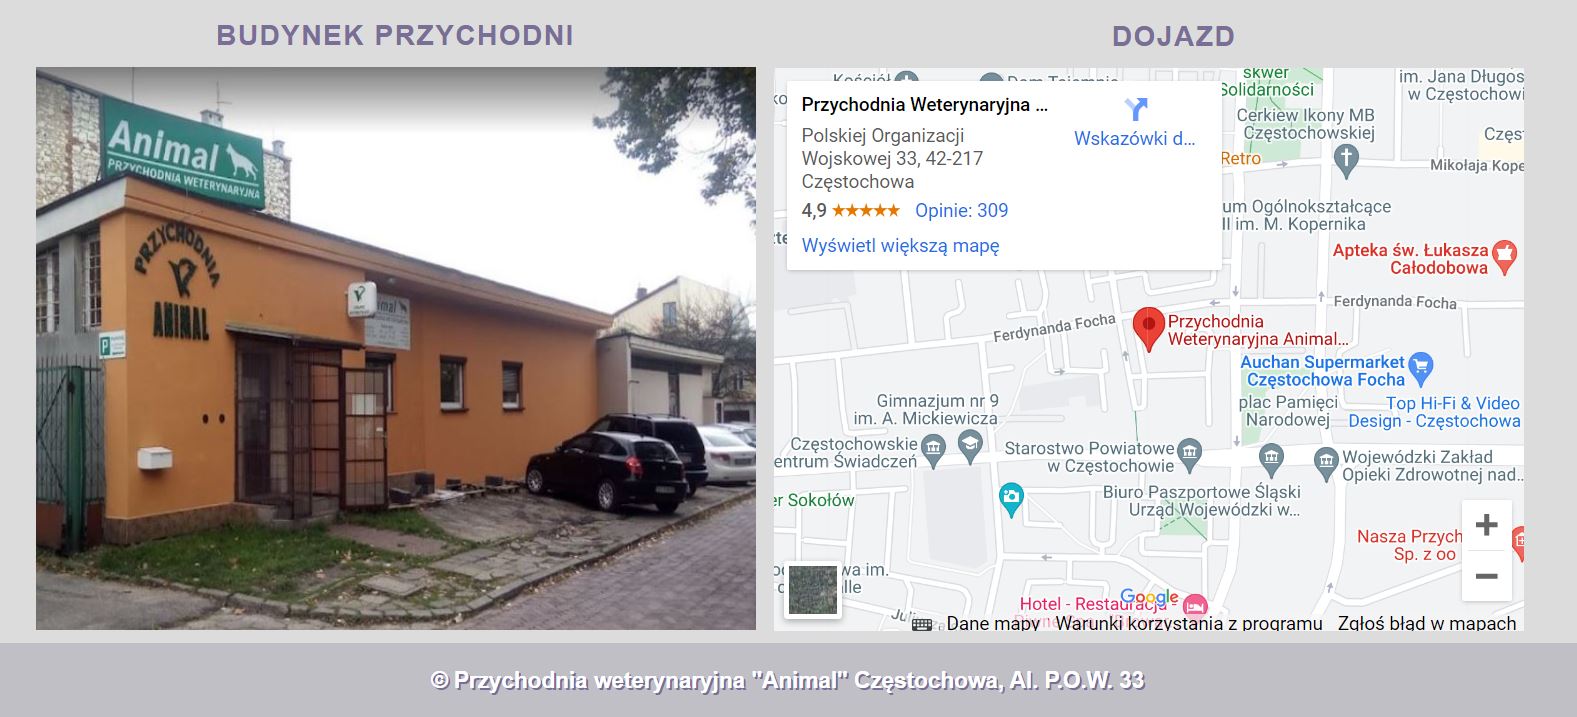 BUDYNEK PRZYCHODNI
Animal
PRZYCHODNIA WETERYNARYJNA
PRZYCHODNIA
ANIMAL
P
DOJAZD
Przychodnia Weterynaryjna ...
Polskiej Organizacji
Wojskowej 33, 42-217
Częstochowa
4,9 ★★★★★ Opinie: 309
Wyświetl większą mapę
Wskazówki d...
Kościół
skwer
Solidarności
im. Jana Długos
w Częstochowi
Cerkiew Ikony MB
Częstochowskiej
Częst
Retro
Mikołaja Kope
um Ogólnokształcące
II im. M. Kopernika
Apteka św. Łukasza
Całodobowa
Ferdynanda Focha
Ferdynanda Focha
Przychodnia
Weterynaryjna Animal...
Auchan Supermarket
Częstochowa Focha
Gimnazjum nr 9
im. A. Mickiewicza
plac Pamięci
Narodowej
Top Hi-Fi & Video
Design - Częstochowa
Częstochowskie
entrum Świadczeń
Starostwo Powiatowe
w Częstochowie
Wojewódzki Zakład
Opieki Zdrowotnej nad...
er Sokołów
Biuro Paszportowe Śląski
Urząd Wojewódzki w...
Nasza Przych
Sp. z oo
wa im.
lle
Google
Hotel - Restauracja -
Dane mapy
Warunki korzystania z programu
Zgłoś błąd w mapach
© Przychodnia weterynaryjna "Animal" Częstochowa, Al. P.O.W. 33